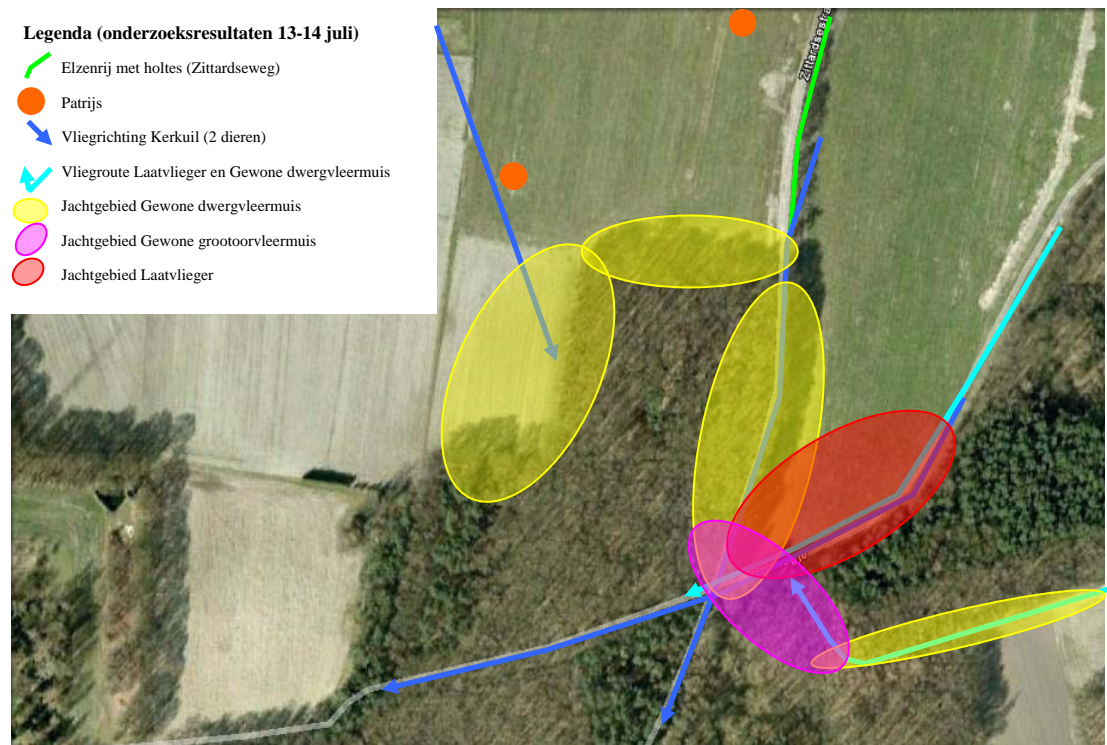 Legenda (onderzoeksresultaten 13-14 juli)
Elzenrij met holtes (Zittardseweg)
Patrijs
Vliegrichting Kerkuil (2 dieren)
Vliegroute Laatvlieger en Gewone dwergvleermuis
Jachtgebied Gewone dwergvleermuis
Jachtgebied Gewone grootoorvleermuis
Jachtgebied Laatvlieger
Zittardsestra